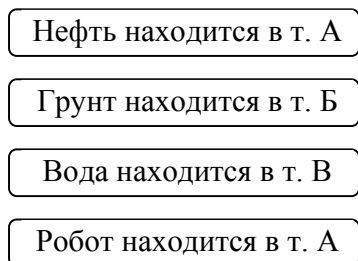 Нефть находится в т. А
Грунт находится в т. Б
Вода находится в т. В
Робот находится в т. А